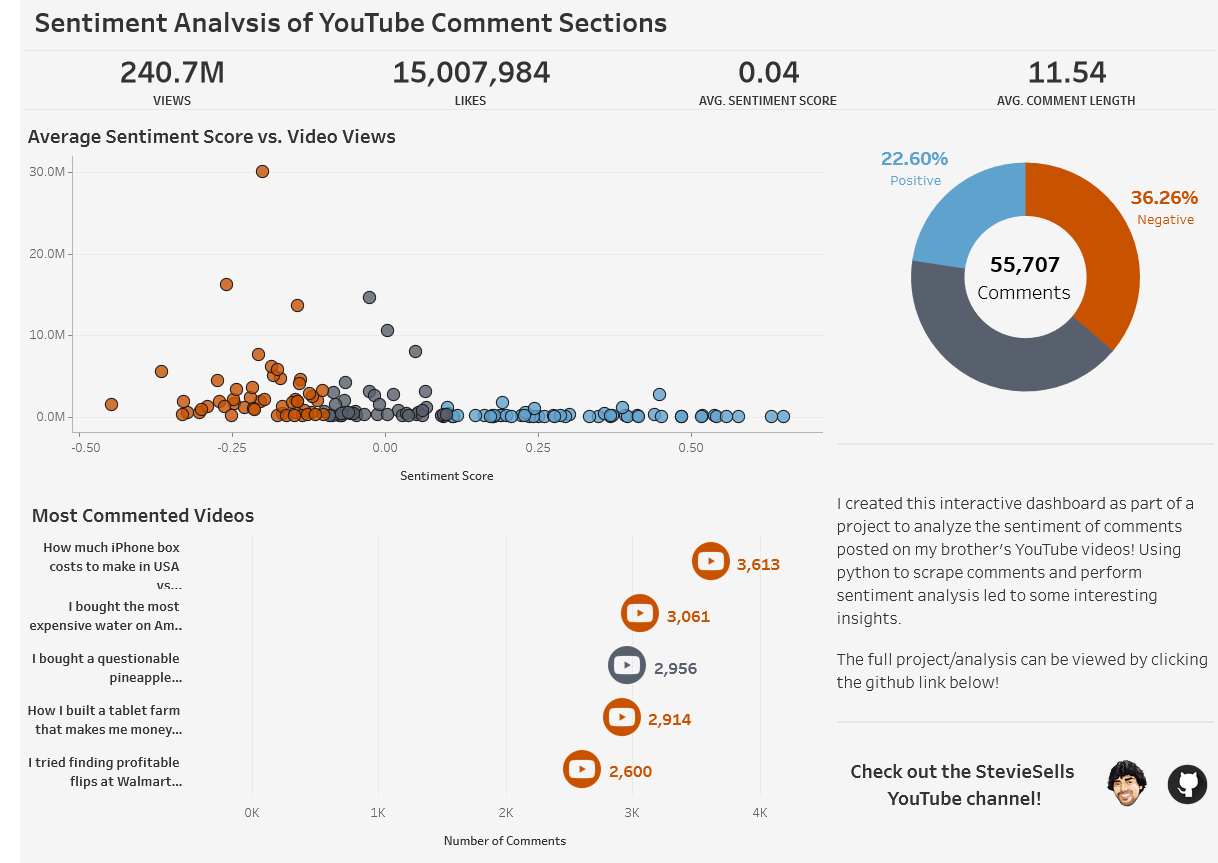 Sentiment Analysis of YouTube Comment Sections
240.7M
VIEWS
15,007,984
LIKES
0.04
AVG. SENTIMENT SCORE
11.54
AVG. COMMENT LENGTH
Average Sentiment Score vs. Video Views
30.0M
20.0M
10.0M
0.0M
-0.50
-0.25
0.00
0.25
0.50
Sentiment Score
22.60%
Positive
36.26%
Negative
55,707
Comments
Most Commented Videos
How much iPhone box
costs to make in USA
vs...
3,613
I bought the most
expensive water on Am..
3,061
I bought a questionable
pineapple...
2,956
How I built a tablet farm
that makes me money...
2,914
I tried finding profitable
flips at Walmart...
2,600
0K
1K
2K
3K
4K
Number of Comments
I created this interactive dashboard as part of a
project to analyze the sentiment of comments
posted on my brother's YouTube videos! Using
python to scrape comments and perform
sentiment analysis led to some interesting
insights.
The full project/analysis can be viewed by clicking
the github link below!
Check out the StevieSells
YouTube channel!